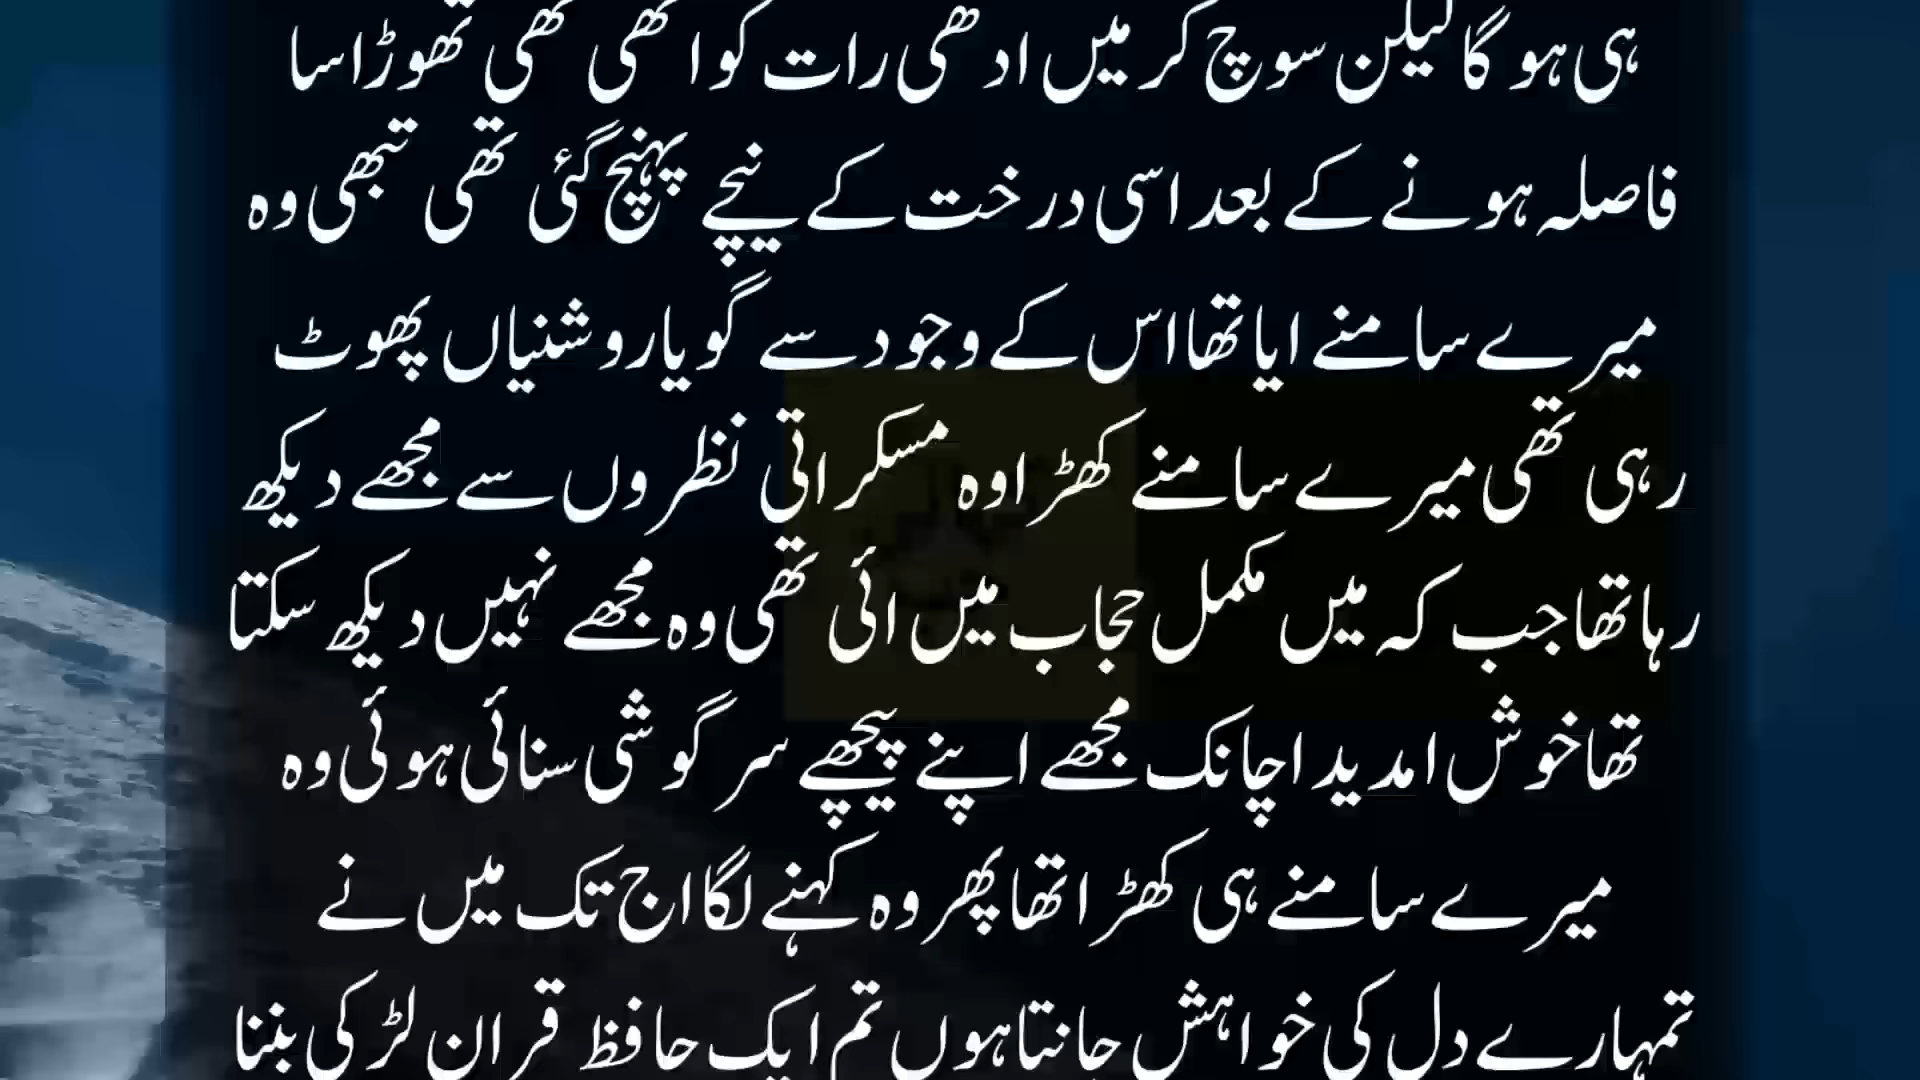 ہی ہو گا لیکن سوچ کر میں ادھی رات کو اٹھی تھی تھوڑا سا
فاصلہ ہونے کے بعد اسی درخت کے نیچے پہنچ گئی تھی تبھی وہ
میرے سامنے ایا تھا اس کے وجود سے گویا روشنیاں پھوٹ
رہی تھی میرے سامنے کھڑا وہ مسکراتی نظروں سے مجھے دیکھ
رہا تھا جب کہ میں مکمل حجاب میں ائی تھی وہ مجھے نہیں دیکھ سکتا
تھا خوش امدید اچانک مجھے اپنے پیچھے سرگوشی سنائی ہوئی وہ
میرے سامنے ہی کھڑا تھا پھر وہ کہنے لگا اج تک میں نے
تمہارے دل کی خواہش جانتا ہوں تم ایک حافظ قران لڑکی بننا